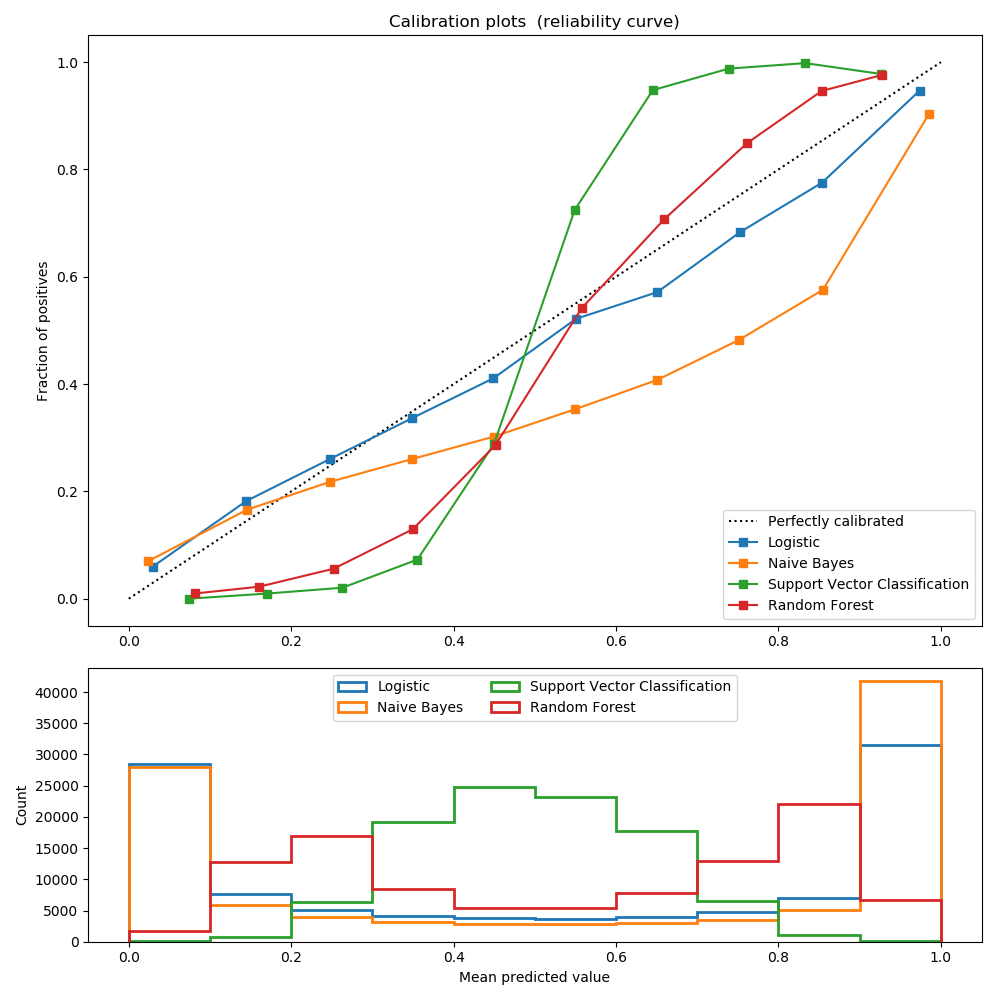 Calibration plots  (reliability curve)
1.0
0.8
0.6
0.4
0.2
0.0
Fraction of positives
Perfectly calibrated
Logistic
Naive Bayes
Support Vector Classification
Random Forest
0.0 0.2 0.4 0.6 0.8 1.0
Logistic Support Vector Classification
Naive Bayes Random Forest
40000
35000
30000
25000
20000
15000
10000
5000
0
Count
0.0 0.2 0.4 0.6 0.8 1.0
Mean predicted value